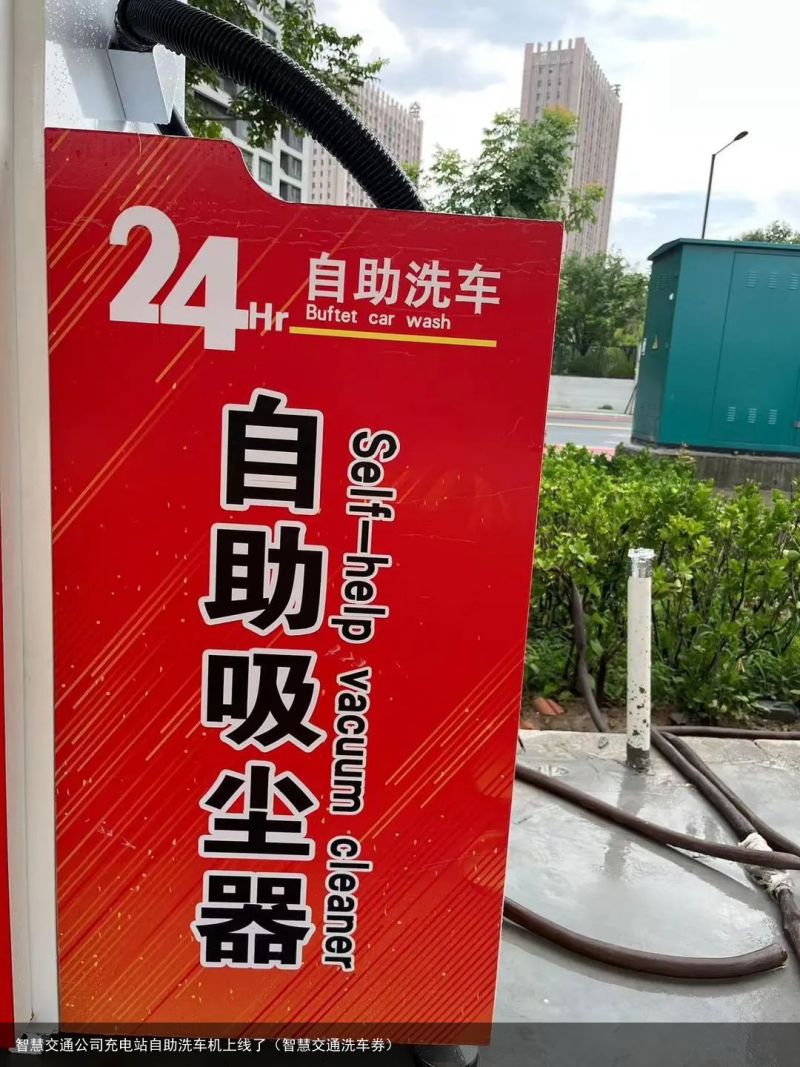 24Hr
自助洗车
Buftet car wash
自助吸尘器
Self-help vacuum cleaner
智慧交通公司充电站自助洗车机上线了（智慧交通洗车券）